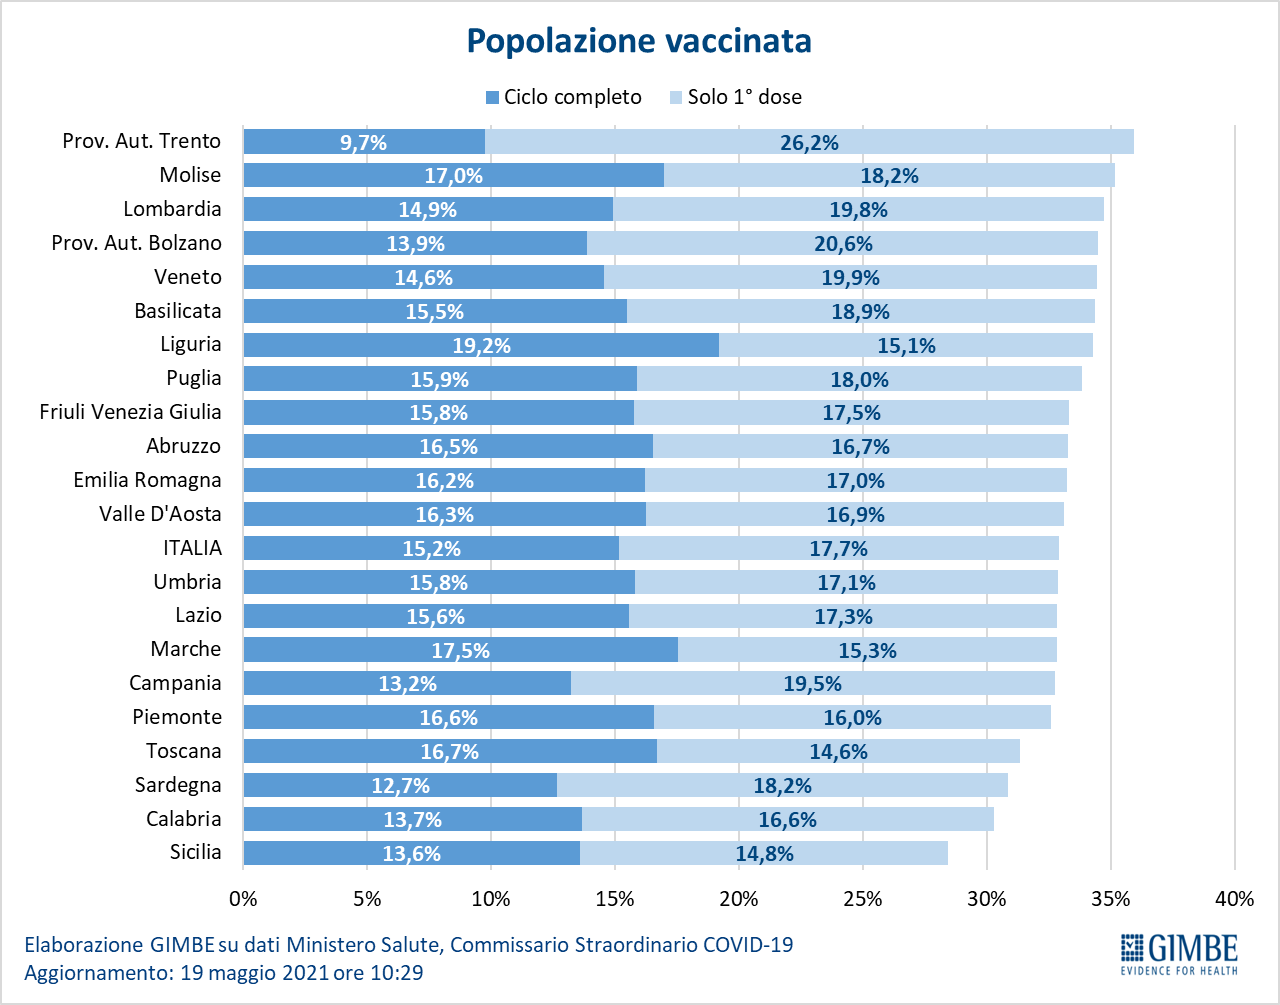 Popolazione vaccinata
Ciclo completo Solo 1° dose
Prov. Aut. Trento 9,7% 26,2%
Molise 17,0% 18,2%
Lombardia 14,9% 19,8%
Prov. Aut. Bolzano 13,9% 20,6%
Veneto 14,6% 19,9%
Basilicata 15,5% 18,9%
Liguria 19,2% 15,1%
Puglia 15,9% 18,0%
Friuli Venezia Giulia 15,8% 17,5%
Abruzzo 16,5% 16,7%
Emilia Romagna 16,2% 17,0%
Valle D'Aosta 16,3% 16,9%
ITALIA 15,2% 17,7%
Umbria 15,8% 17,1%
Lazio 15,6% 17,3%
Marche 17,5% 15,3%
Campania 13,2% 19,5%
Piemonte 16,6% 16,0%
Toscana 16,7% 14,6%
Sardegna 12,7% 18,2%
Calabria 13,7% 16,6%
Sicilia 13,6% 14,8%
0% 5% 10% 15% 20% 25% 30% 35% 40%
Elaborazione GIMBE su dati Ministero Salute, Commissario Straordinario COVID-19
Aggiornamento: 19 maggio 2021 ore 10:29
GIMBE
EVIDENCE FOR HEALTH